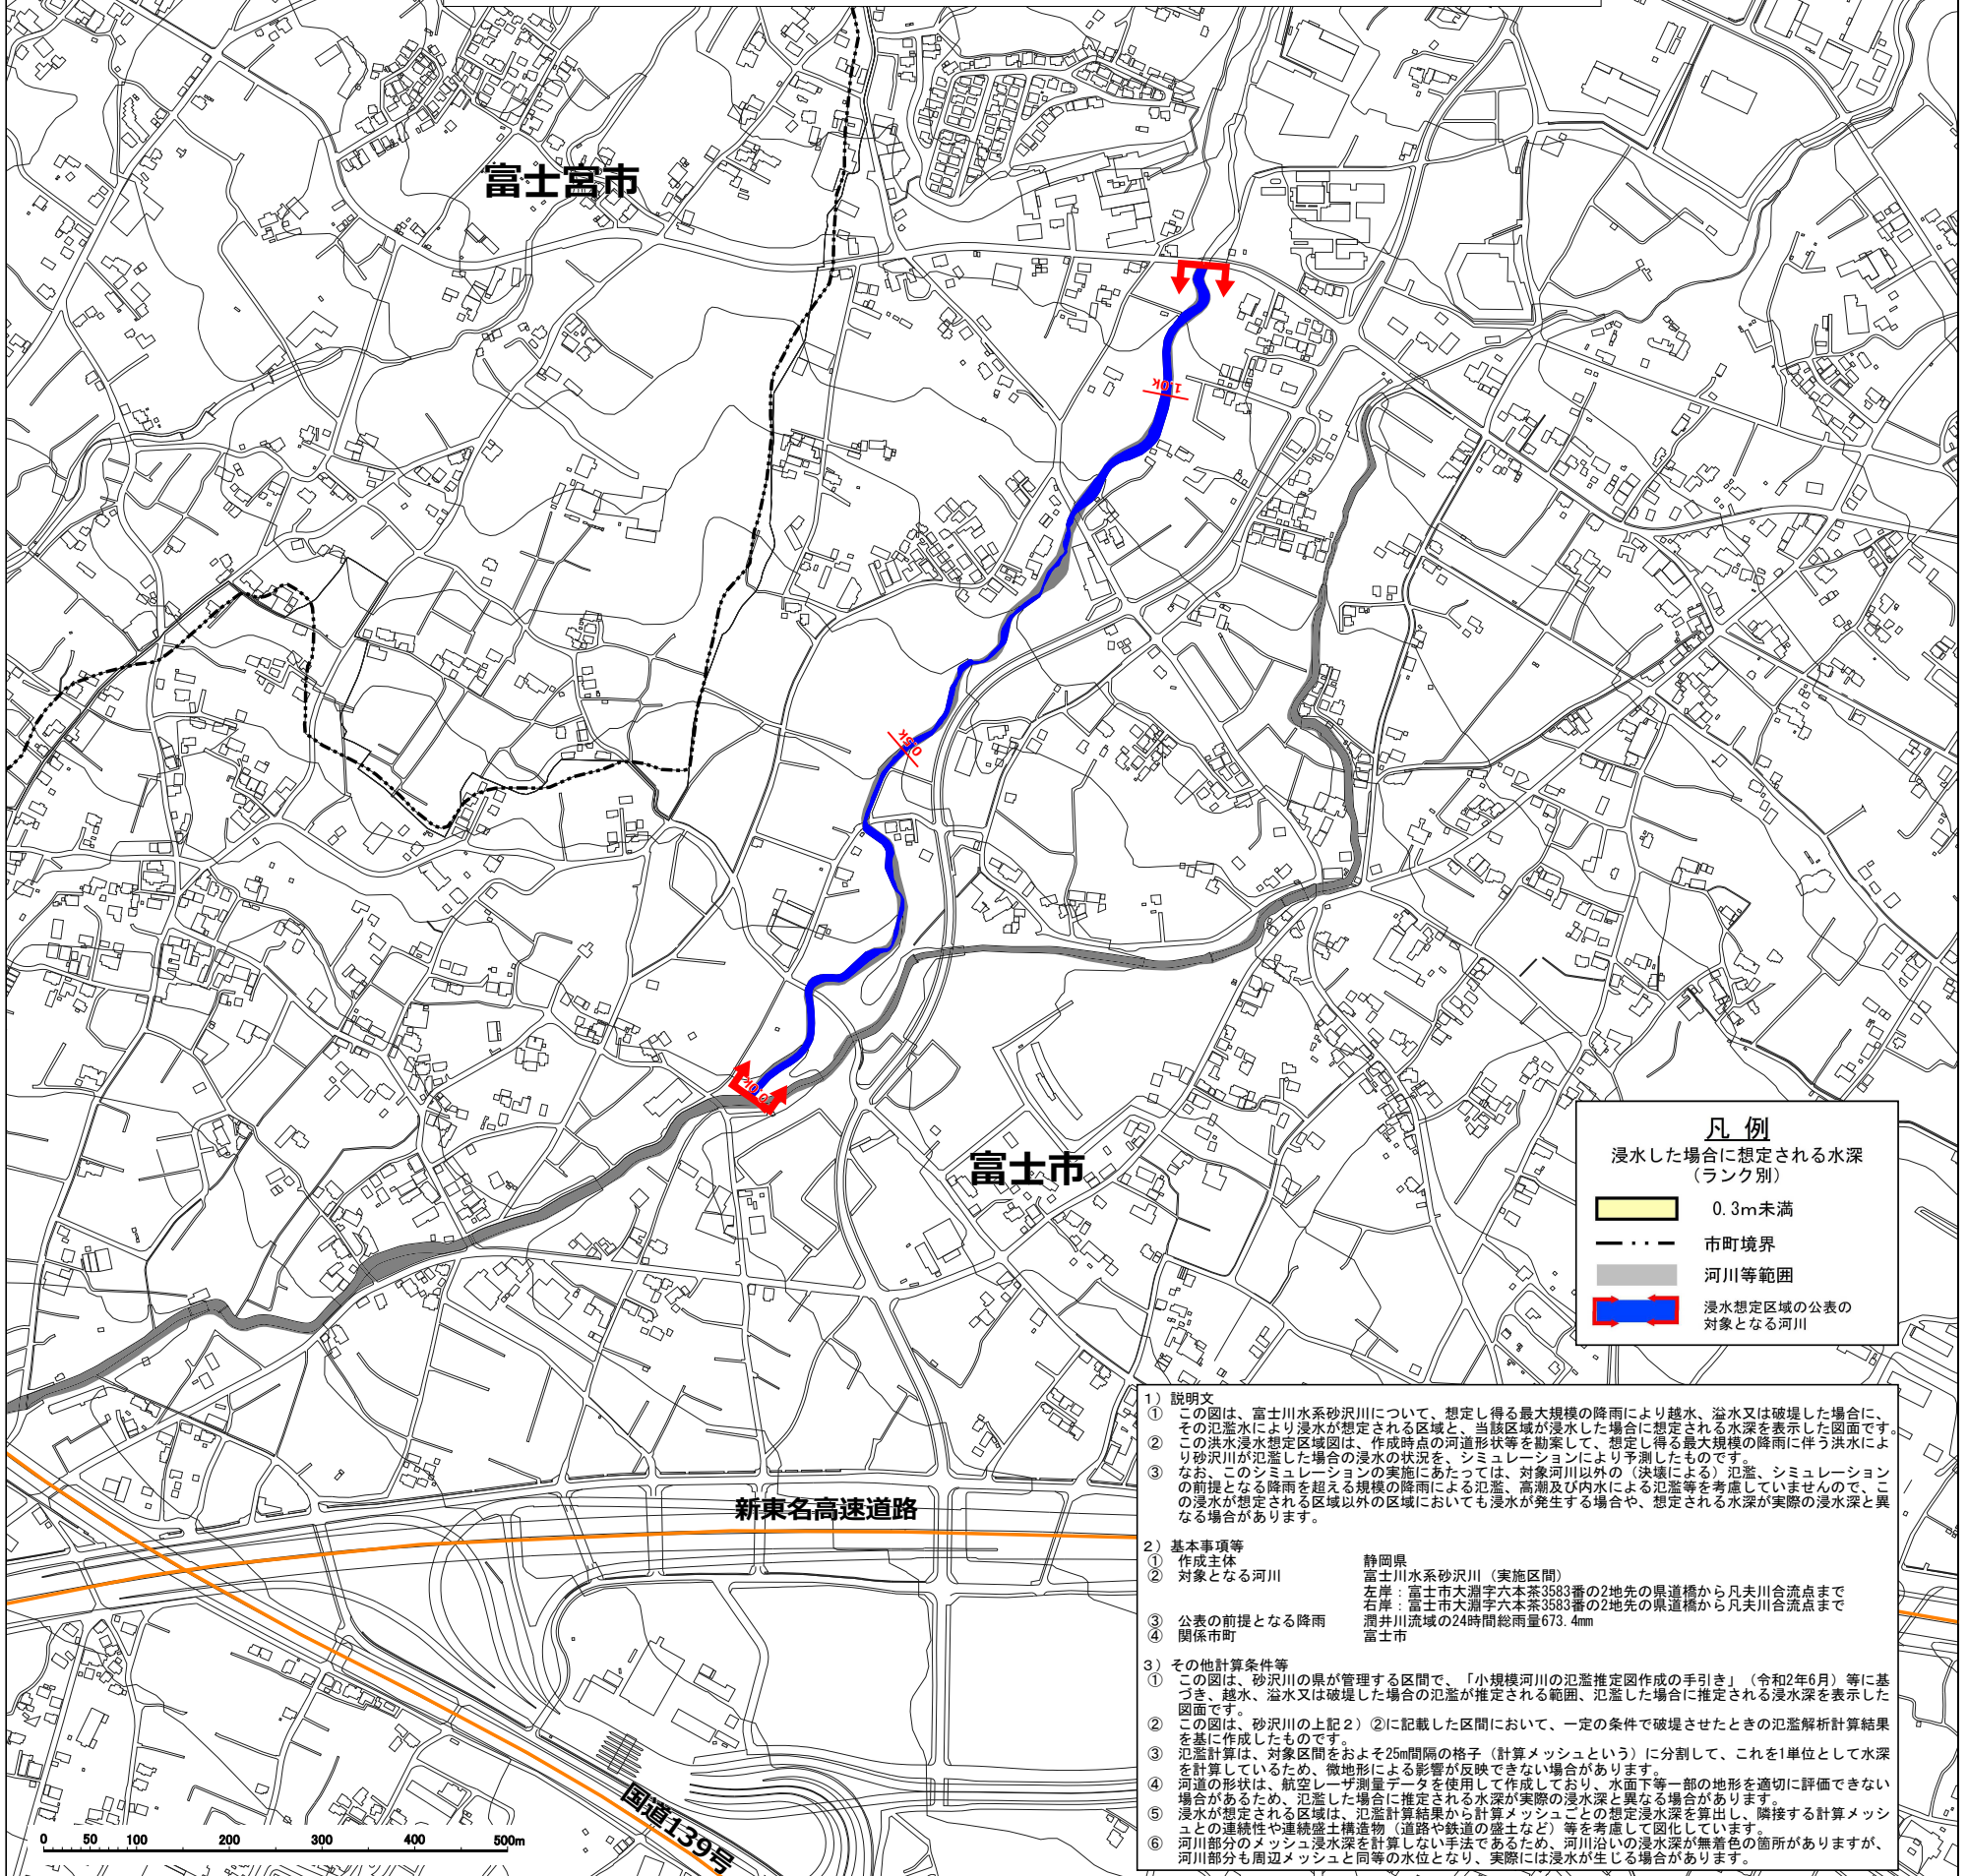 富士宮市
1.0k
0.5k
0.0k
富士市
新東名高速道路
国道139号
0 50 100 200 300 400 500m
凡 例
浸水した場合に想定される水深
(ランク別)
0.3m未満
市町境界
河川等範囲
浸水想定区域の公表の
対象となる河川
1) 説明文
① この図は、富士川水系砂沢川について、想定し得る最大規模の降雨により越水、溢水又は破堤した場合に、
その氾濫水により浸水が想定される区域と、当該区域が浸水した場合に想定される水深を表示した図面です。
② この洪水浸水想定区域図は、作成時点の河道形状等を勘案して、想定し得る最大規模の降雨に伴う洪水によ
り砂沢川が氾濫した場合の浸水の状況を、シミュレーションにより予測したものです。
③ なお、このシミュレーションの実施にあたっては、対象河川以外の(決壊による)氾濫、シミュレーション
の前提となる降雨を超える規模の降雨による氾濫、高潮及び内水による氾濫等を考慮していませんので、こ
の浸水が想定される区域以外の区域においても浸水が発生する場合や、想定される水深が実際の浸水深と異
なる場合があります。
2) 基本事項等
① 作成主体 静岡県
② 対象となる河川 富士川水系砂沢川(実施区間)
左岸:富士市大淵字六本茶3583番の2地先の県道橋から凡夫川合流点まで
右岸:富士市大淵字六本茶3583番の2地先の県道橋から凡夫川合流点まで
③ 公表の前提となる降雨 潤井川流域の24時間総雨量673.4mm
④ 関係市町 富士市
3) その他計算条件等
① この図は、砂沢川の県が管理する区間で、「小規模河川の氾濫推定図作成の手引き」(令和2年6月)等に基
づき、越水、溢水又は破堤した場合の氾濫が推定される範囲、氾濫した場合に推定される浸水深を表示した
図面です。
② この図は、砂沢川の上記2)②に記載した区間において、一定の条件で破堤させたときの氾濫解析計算結果
を基に作成したものです。
③ 氾濫計算は、対象区間をおよそ25m間隔の格子(計算メッシュという)に分割して、これを1単位として水深
を計算しているため、微地形による影響が反映できない場合があります。
④ 河道の形状は、航空レーザ測量データを使用して作成しており、水面下等一部の地形を適切に評価できない
場合があるため、氾濫した場合に推定される水深が実際の浸水深と異なる場合があります。
⑤ 浸水が想定される区域は、氾濫計算結果から計算メッシュごとの想定浸水深を算出し、隣接する計算メッシ
ュとの連続性や連続盛土構造物(道路や鉄道の盛土など)等を考慮して図化しています。
⑥ 河川部分のメッシュ浸水深を計算しない手法であるため、河川沿いの浸水深が無着色の箇所がありますが、
河川部分も周辺メッシュと同等の水位となり、実際には浸水が生じる場合があります。